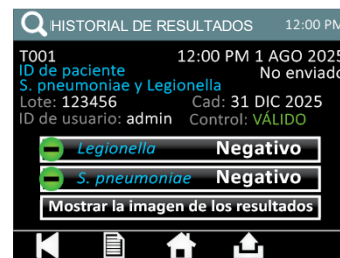 HISTORIAL DE RESULTADOS 12:00 PM
T001 12:00 PM 1 AGO 2025
ID de paciente No enviado
S. pneumoniae y Legionella
Lote: 123456 Cad: 31 DIC 2025
ID de usuario: admin Control: VÁLIDO
Legionella Negativo
S. pneumoniae Negativo
Mostrar la imagen de los resultados